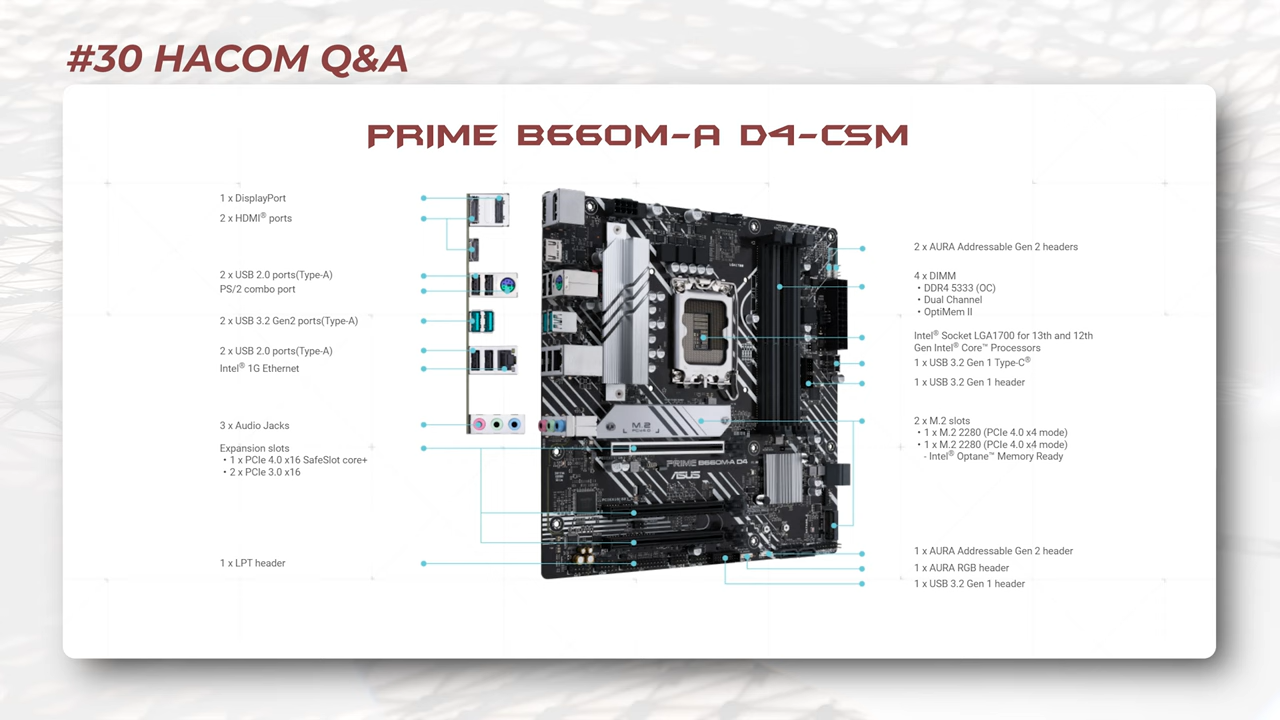 #30 HACOM Q&A
PRIME B660M-A D4-CSM
1 x DisplayPort
2 x HDMI® ports
2 x USB 2.0 ports(Type-A)
PS/2 combo port
2 x USB 3.2 Gen2 ports(Type-A)
2 x USB 2.0 ports(Type-A)
Intel® 1G Ethernet
3 x Audio Jacks
Expansion slots
• 1 x PCIe 4.0 x16 SafeSlot core+
• 2 x PCIe 3.0 x16
1 x LPT header
M.2
PRIME B660M-A D4
ASUS
2 x AURA Addressable Gen 2 headers
4 x DIMM
• DDR4 5333 (OC)
• Dual Channel
• OptiMem II
Intel® Socket LGA1700 for 13th and 12th
Gen Intel® Core™ Processors
1 x USB 3.2 Gen 1 Type-C®
1 x USB 3.2 Gen 1 header
2 x M.2 slots
• 1 x M.2 2280 (PCIe 4.0 x4 mode)
• 1 x M.2 2280 (PCIe 4.0 x4 mode)
- Intel® Optane™ Memory Ready
1 x AURA Addressable Gen 2 header
1 x AURA RGB header
1 x USB 3.2 Gen 1 header